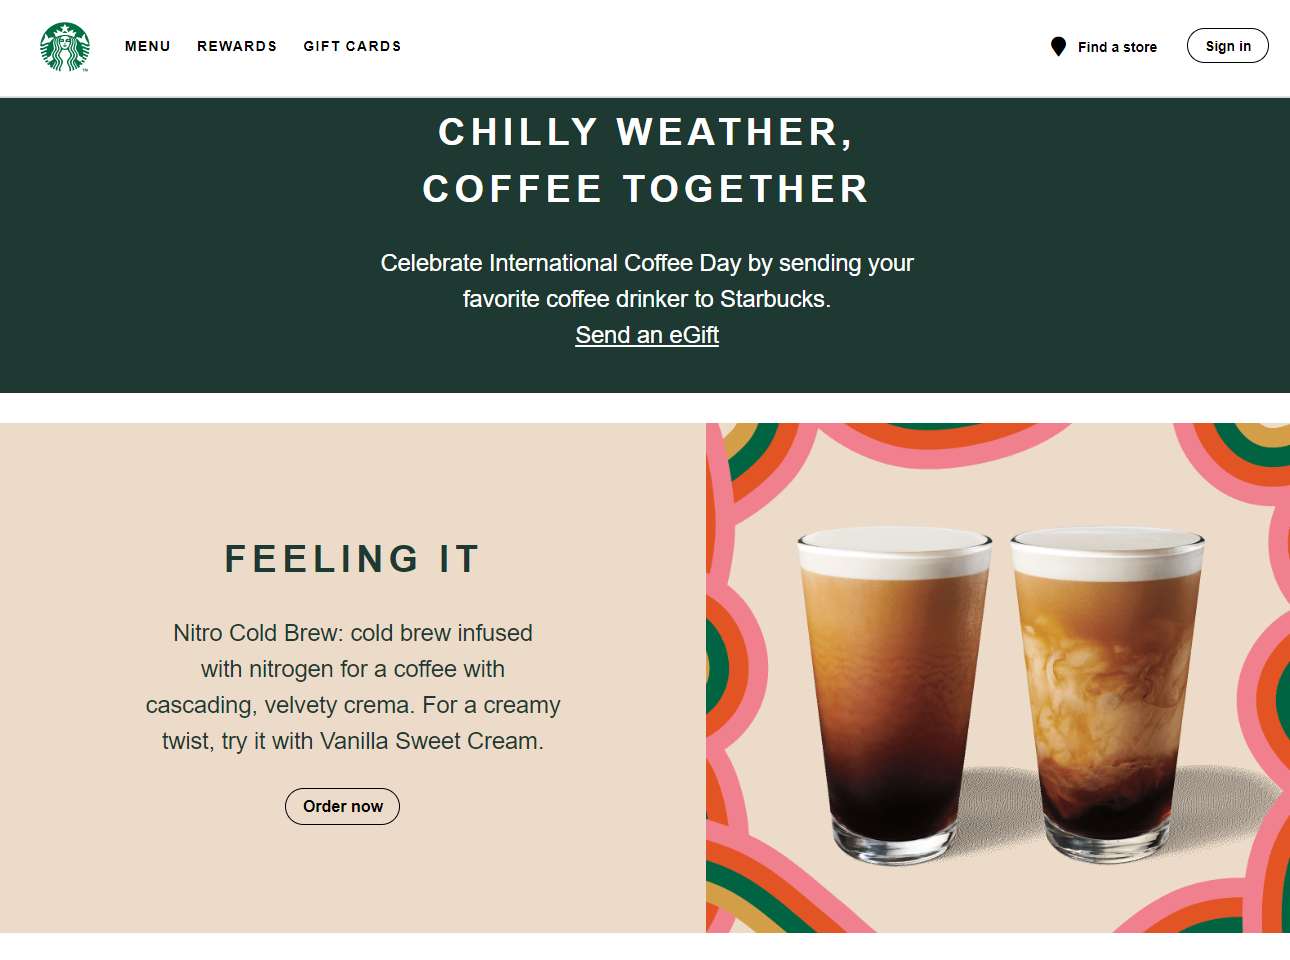 MENU
REWARDS
GIFT CARDS
Find a store
Sign in
CHILLY WEATHER,
COFFEE TOGETHER
Celebrate International Coffee Day by sending your
favorite coffee drinker to Starbucks.
Send an eGift
FEELING IT
Nitro Cold Brew: cold brew infused
with nitrogen for a coffee with
cascading, velvety crema. For a creamy
twist, try it with Vanilla Sweet Cream.
Order now